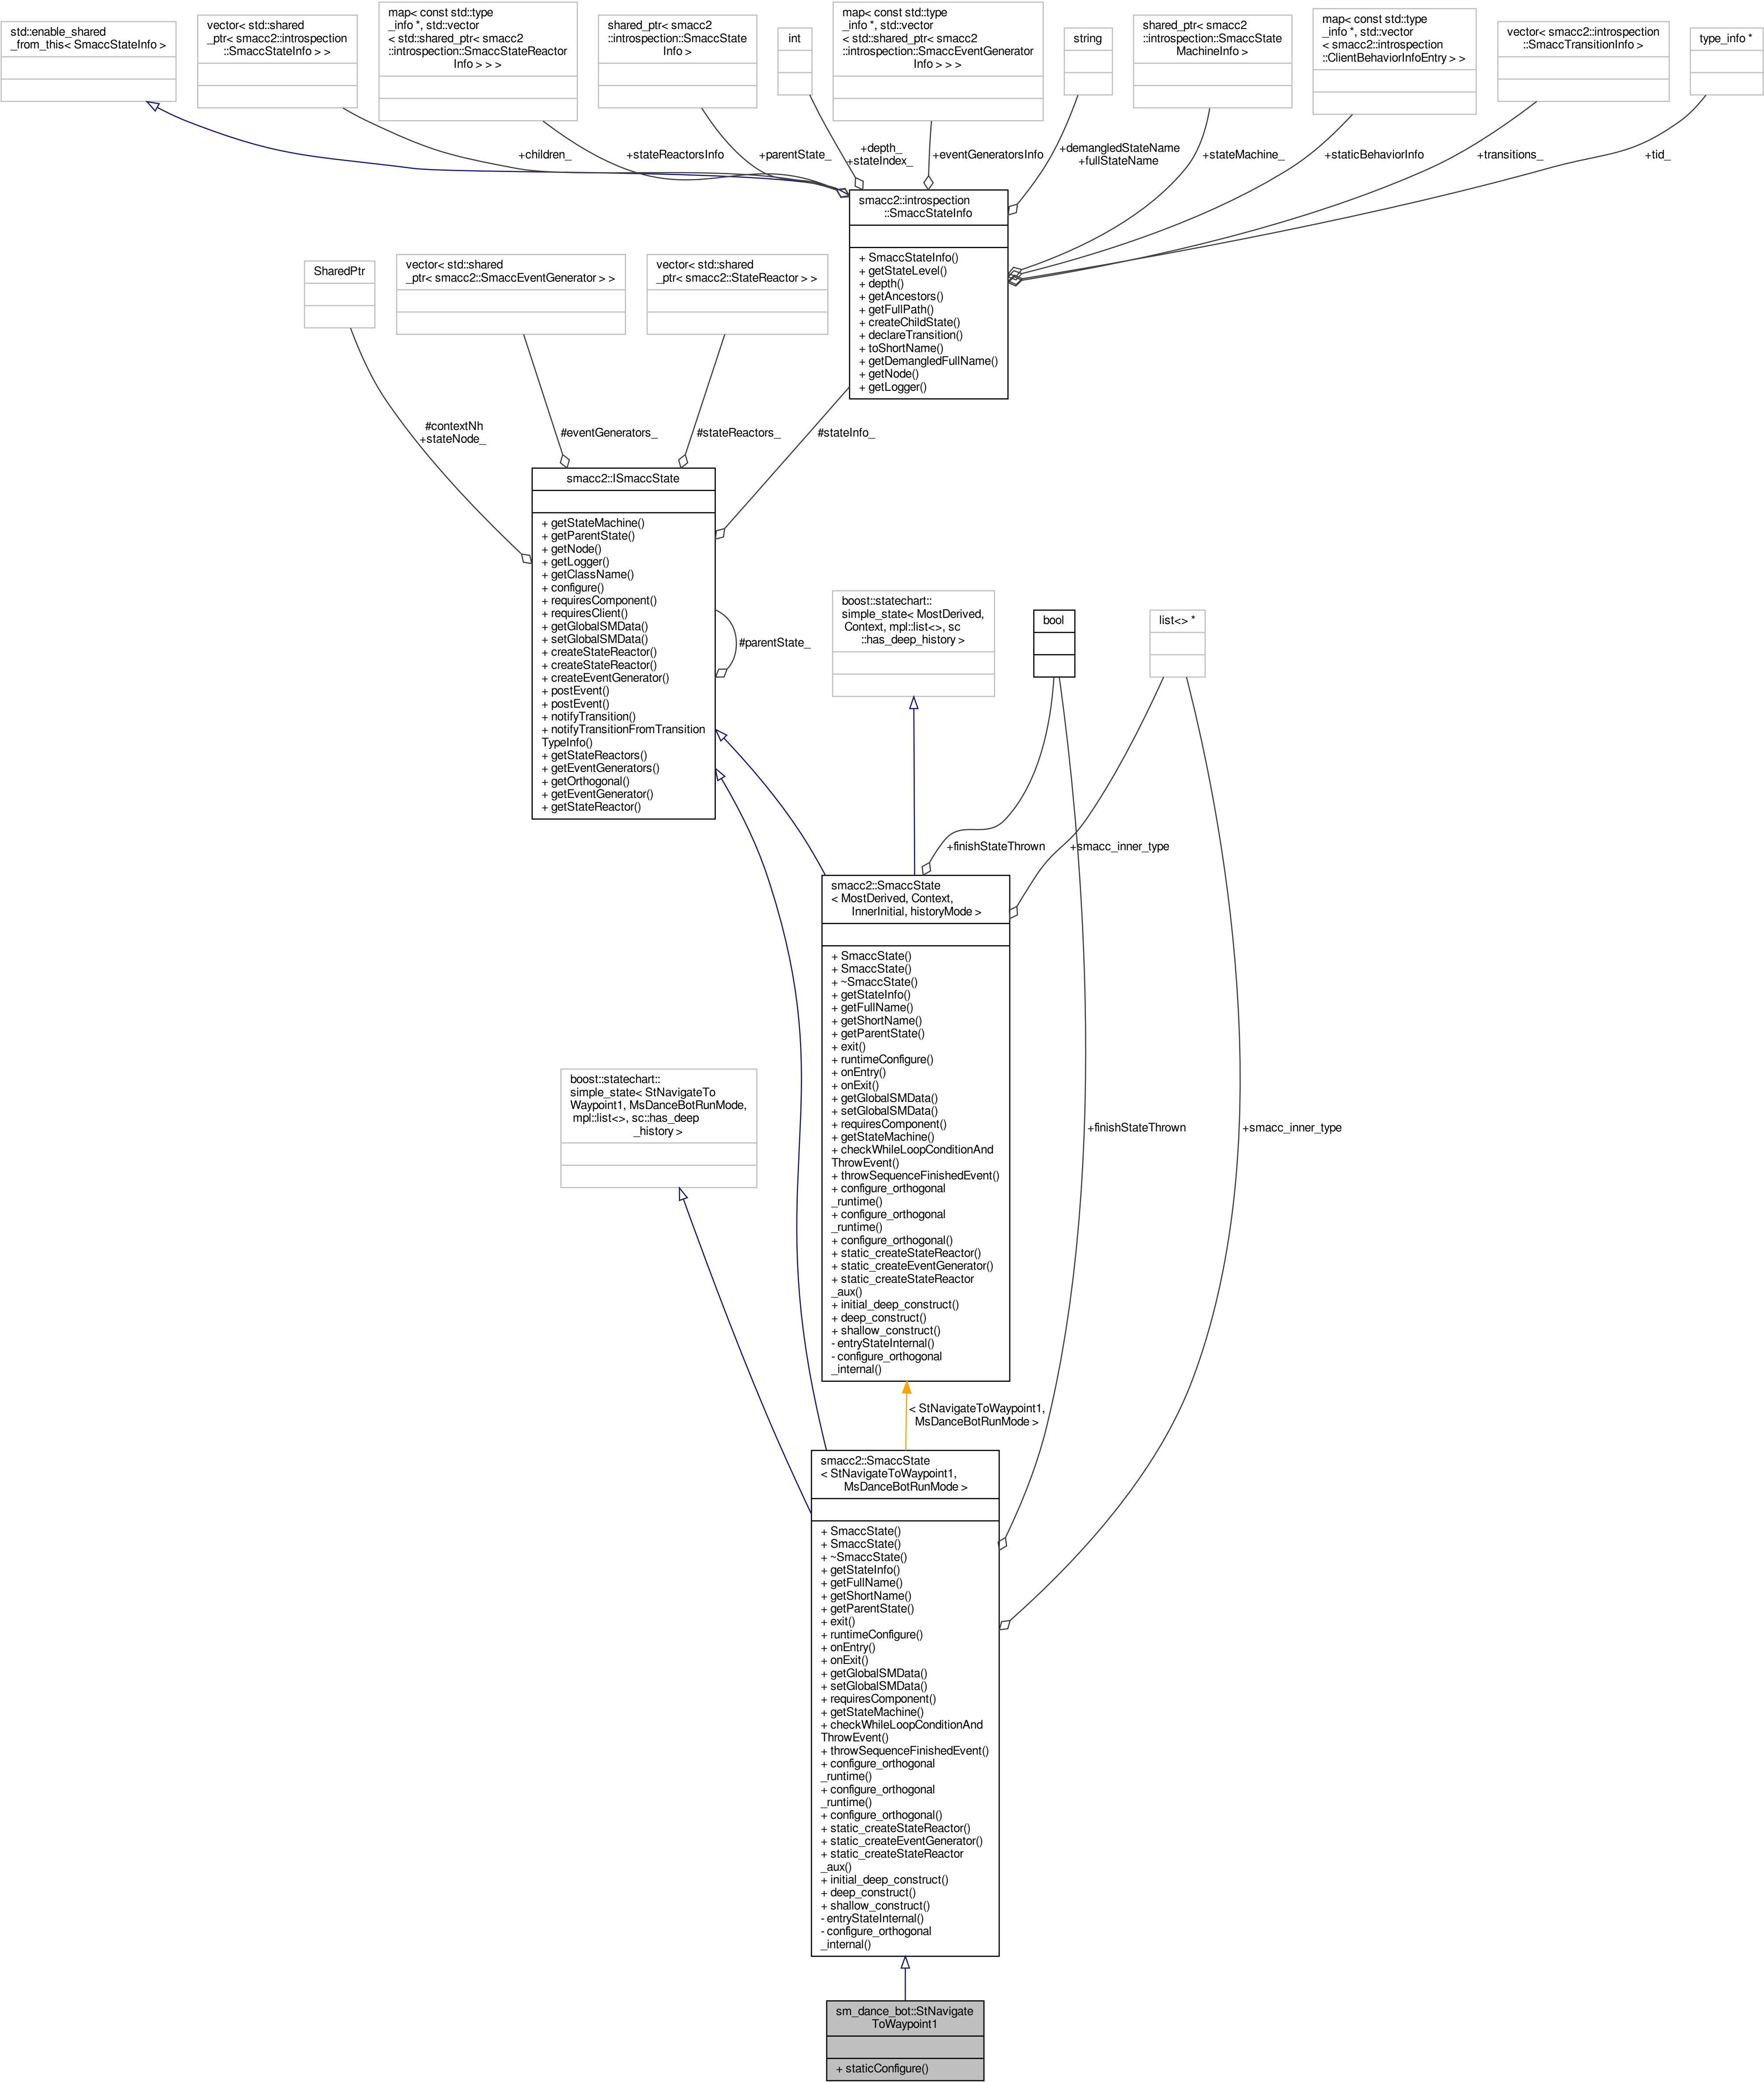 std::enable_shared
_from_this< SmaccStateInfo >
vector< std::shared
_ptr< smacc2::introspection
::SmaccStateInfo > >
map< const std::type
_info *, std::vector
< std::shared_ptr< smacc2
::introspection::SmaccStateReactor
Info > > >
shared_ptr< smacc2
::introspection::SmaccState
Info >
int
map< const std::type
_info *, std::vector
< std::shared_ptr< smacc2
::introspection::SmaccEventGenerator
Info > > >
string
shared_ptr< smacc2
::introspection::SmaccState
MachineInfo >
map< const std::type
_info *, std::vector
< smacc2::introspection
::ClientBehaviorInfoEntry > >
vector< smacc2::introspection
::SmaccTransitionInfo >
type_info *
+children_
+stateReactorsInfo
+parentState_
+depth_
+stateIndex_
+eventGeneratorsInfo
+demangledStateName
+fullStateName
+stateMachine_
+staticBehaviorInfo
+transitions_
+tid_
smacc2::introspection
::SmaccStateInfo
+ SmaccStateInfo()
+ getStateLevel()
+ depth()
+ getAncestors()
+ getFullPath()
+ createChildState()
+ declareTransition()
+ toShortName()
+ getDemangledFullName()
+ getNode()
+ getLogger()
SharedPtr
vector< std::shared
_ptr< smacc2::SmaccEventGenerator > >
vector< std::shared
_ptr< smacc2::StateReactor > >
#contextNh
+stateNode_
#eventGenerators_
#stateReactors_
#stateInfo_
smacc2::ISmaccState
+ getStateMachine()
+ getParentState()
+ getNode()
+ getLogger()
+ getClassName()
+ configure()
+ requiresComponent()
+ requiresClient()
+ getGlobalSMData()
+ setGlobalSMData()
+ createStateReactor()
+ createStateReactor()
+ createEventGenerator()
+ postEvent()
+ postEvent()
+ notifyTransition()
+ notifyTransitionFromTransition
TypeInfo()
+ getStateReactors()
+ getEventGenerators()
+ getOrthogonal()
+ getEventGenerator()
+ getStateReactor()
#parentState_
boost::statechart::
simple_state< MostDerived,
Context, mpl::list<>, sc
::has_deep_history >
bool
list<> *
+finishStateThrown
+smacc_inner_type
smacc2::SmaccState
< MostDerived, Context,
InnerInitial, historyMode >
+ SmaccState()
+ SmaccState()
+ ~SmaccState()
+ getStateInfo()
+ getFullName()
+ getShortName()
+ getParentState()
+ exit()
+ runtimeConfigure()
+ onEntry()
+ onExit()
+ getGlobalSMData()
+ setGlobalSMData()
+ requiresComponent()
+ getStateMachine()
+ checkWhileLoopConditionAnd
ThrowEvent()
+ throwSequenceFinishedEvent()
+ configure_orthogonal
_runtime()
+ configure_orthogonal
_runtime()
+ configure_orthogonal()
+ static_createStateReactor()
+ static_createEventGenerator()
+ static_createStateReactor
_aux()
+ initial_deep_construct()
+ deep_construct()
+ shallow_construct()
- entryStateInternal()
- configure_orthogonal
_internal()
boost::statechart::
simple_state< StNavigateTo
Waypoint1, MsDanceBotRunMode,
mpl::list<>, sc::has_deep
_history >
+finishStateThrown
+smacc_inner_type
< StNavigateToWaypoint1,
MsDanceBotRunMode >
smacc2::SmaccState
< StNavigateToWaypoint1,
MsDanceBotRunMode >
+ SmaccState()
+ SmaccState()
+ ~SmaccState()
+ getStateInfo()
+ getFullName()
+ getShortName()
+ getParentState()
+ exit()
+ runtimeConfigure()
+ onEntry()
+ onExit()
+ getGlobalSMData()
+ setGlobalSMData()
+ requiresComponent()
+ getStateMachine()
+ checkWhileLoopConditionAnd
ThrowEvent()
+ throwSequenceFinishedEvent()
+ configure_orthogonal
_runtime()
+ configure_orthogonal
_runtime()
+ configure_orthogonal()
+ static_createStateReactor()
+ static_createEventGenerator()
+ static_createStateReactor
_aux()
+ initial_deep_construct()
+ deep_construct()
+ shallow_construct()
- entryStateInternal()
- configure_orthogonal
_internal()
sm_dance_bot::StNavigate
ToWaypoint1
+ staticConfigure()